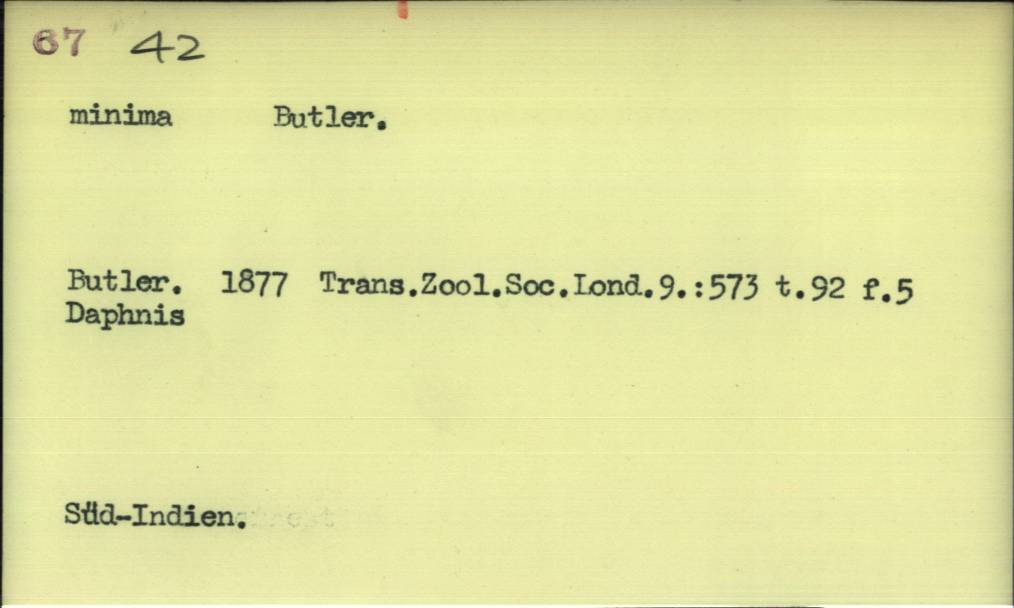 67 42
minima Butler.
Butler. 1877 Trans.Zool.Soc.Lond.9.:573 t.92 f.5
Daphnis
Süd-Indien.